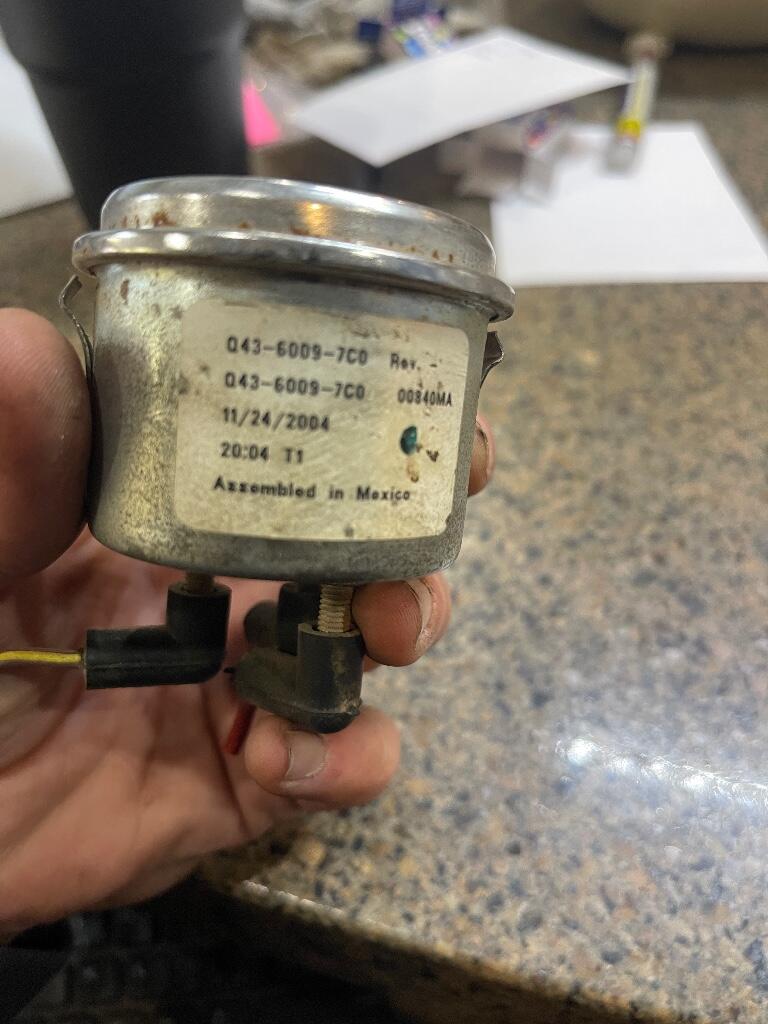 Q43-6009-7C0 Rev. -
Q43-6009-7C0 00840MA
11/24/2004
20:04 T1
Assembled in Mexico